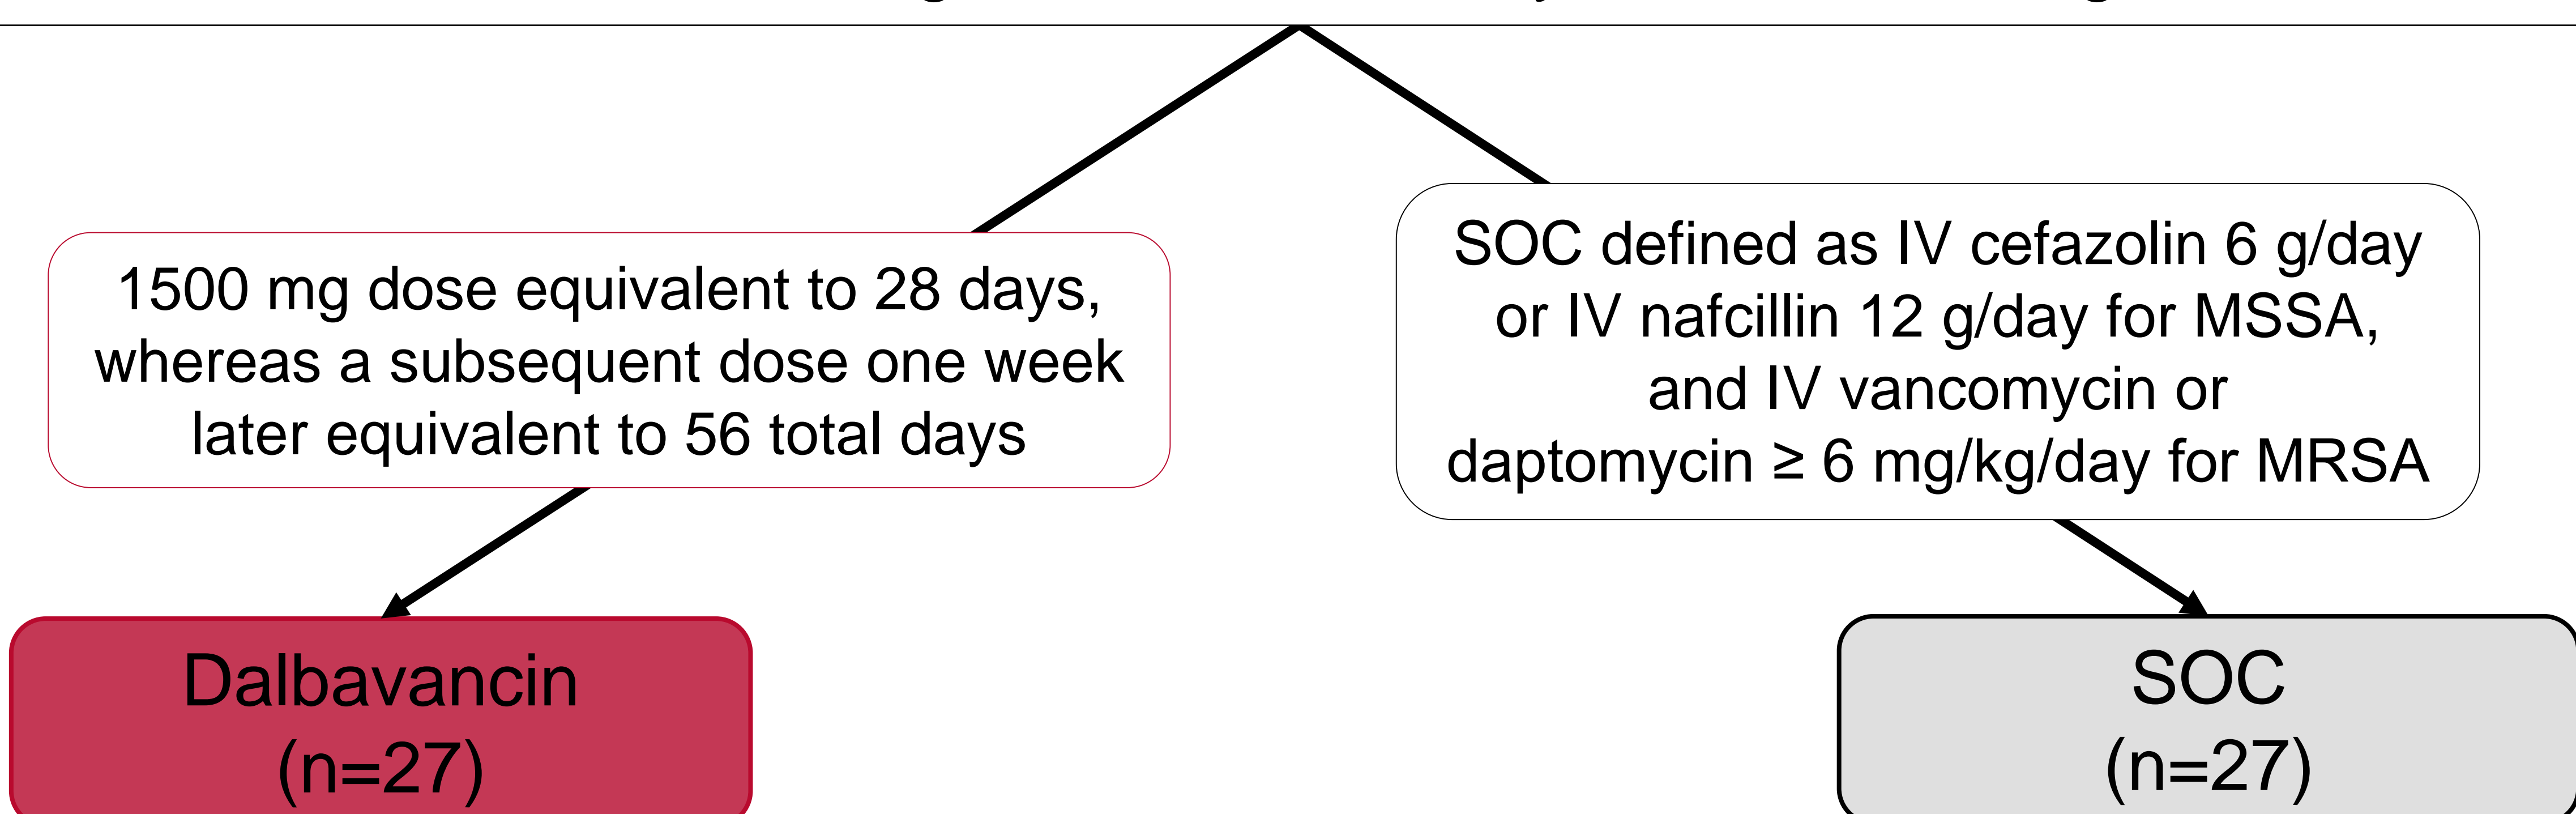 1500 mg dose equivalent to 28 days,
whereas a subsequent dose one week
later equivalent to 56 total days
SOC defined as IV cefazolin 6 g/day
or IV nafcillin 12 g/day for MSSA,
and IV vancomycin or
daptomycin ≥ 6 mg/kg/day for MRSA
Dalbavancin
(n=27)
SOC
(n=27)